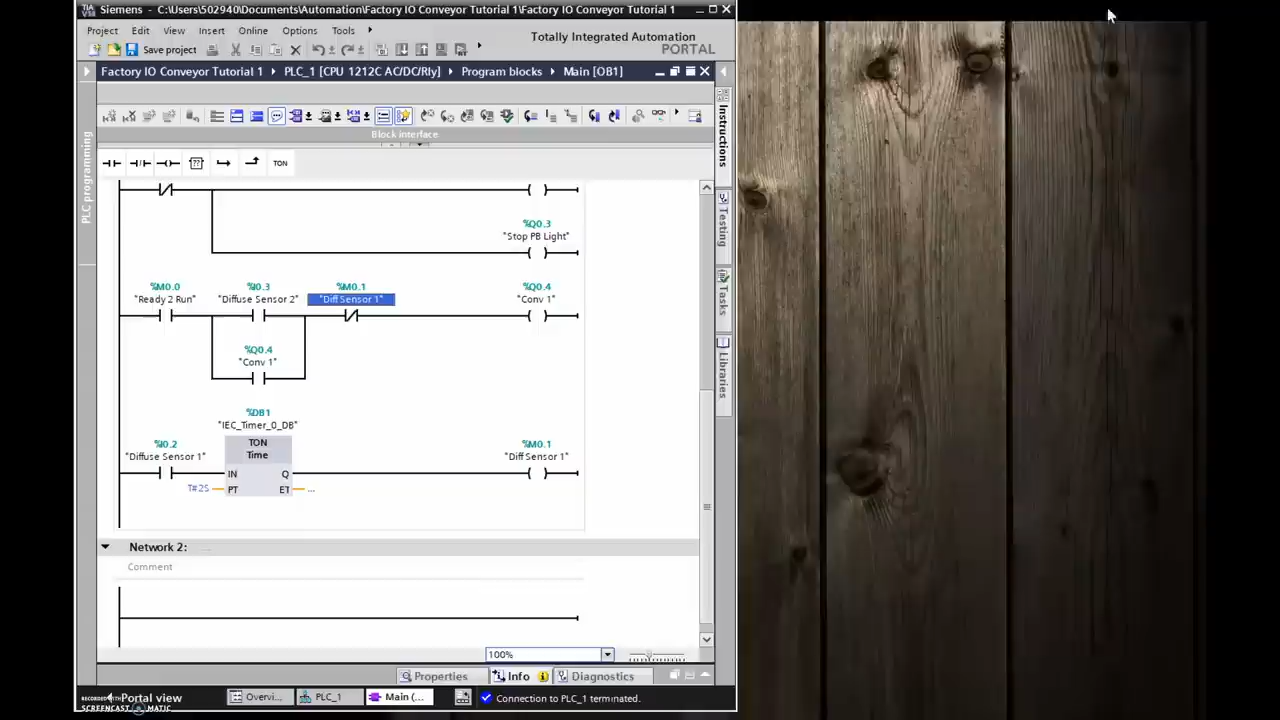 TIA
V14
Siemens - C:\Users\502940\Documents\Automation\Factory IO Conveyor Tutorial 1\Factory IO Conveyor Tutorial 1
Project Edit View Insert Online Options Tools
Totally Integrated Automation
PORTAL
Save project
Factory IO Conveyor Tutorial 1 PLC_1 [CPU 1212C AC/DC/Rly] Program blocks Main [OB1]
Block interface
??
TON
PLC programming
Instructions
Testing
Tasks
Libraries
%Q0.3
"Stop PB Light"
%M0.0 %I0.3 %M0.1 %Q0.4
"Ready 2 Run" "Diffuse Sensor 2" "Diff Sensor 1" "Conv 1"
%Q0.4
"Conv 1"
%DB1
"IEC_Timer_0_DB"
%I0.2 TON %M0.1
"Diffuse Sensor 1" Time "Diff Sensor 1"
IN Q
T#2S PT ET ...
Network 2: .....
Comment
100%
Properties Info Diagnostics
Portal view Overvi... PLC_1 Main (... Connection to PLC_1 terminated.
RECORDED WITH
SCREENCAST MATIC